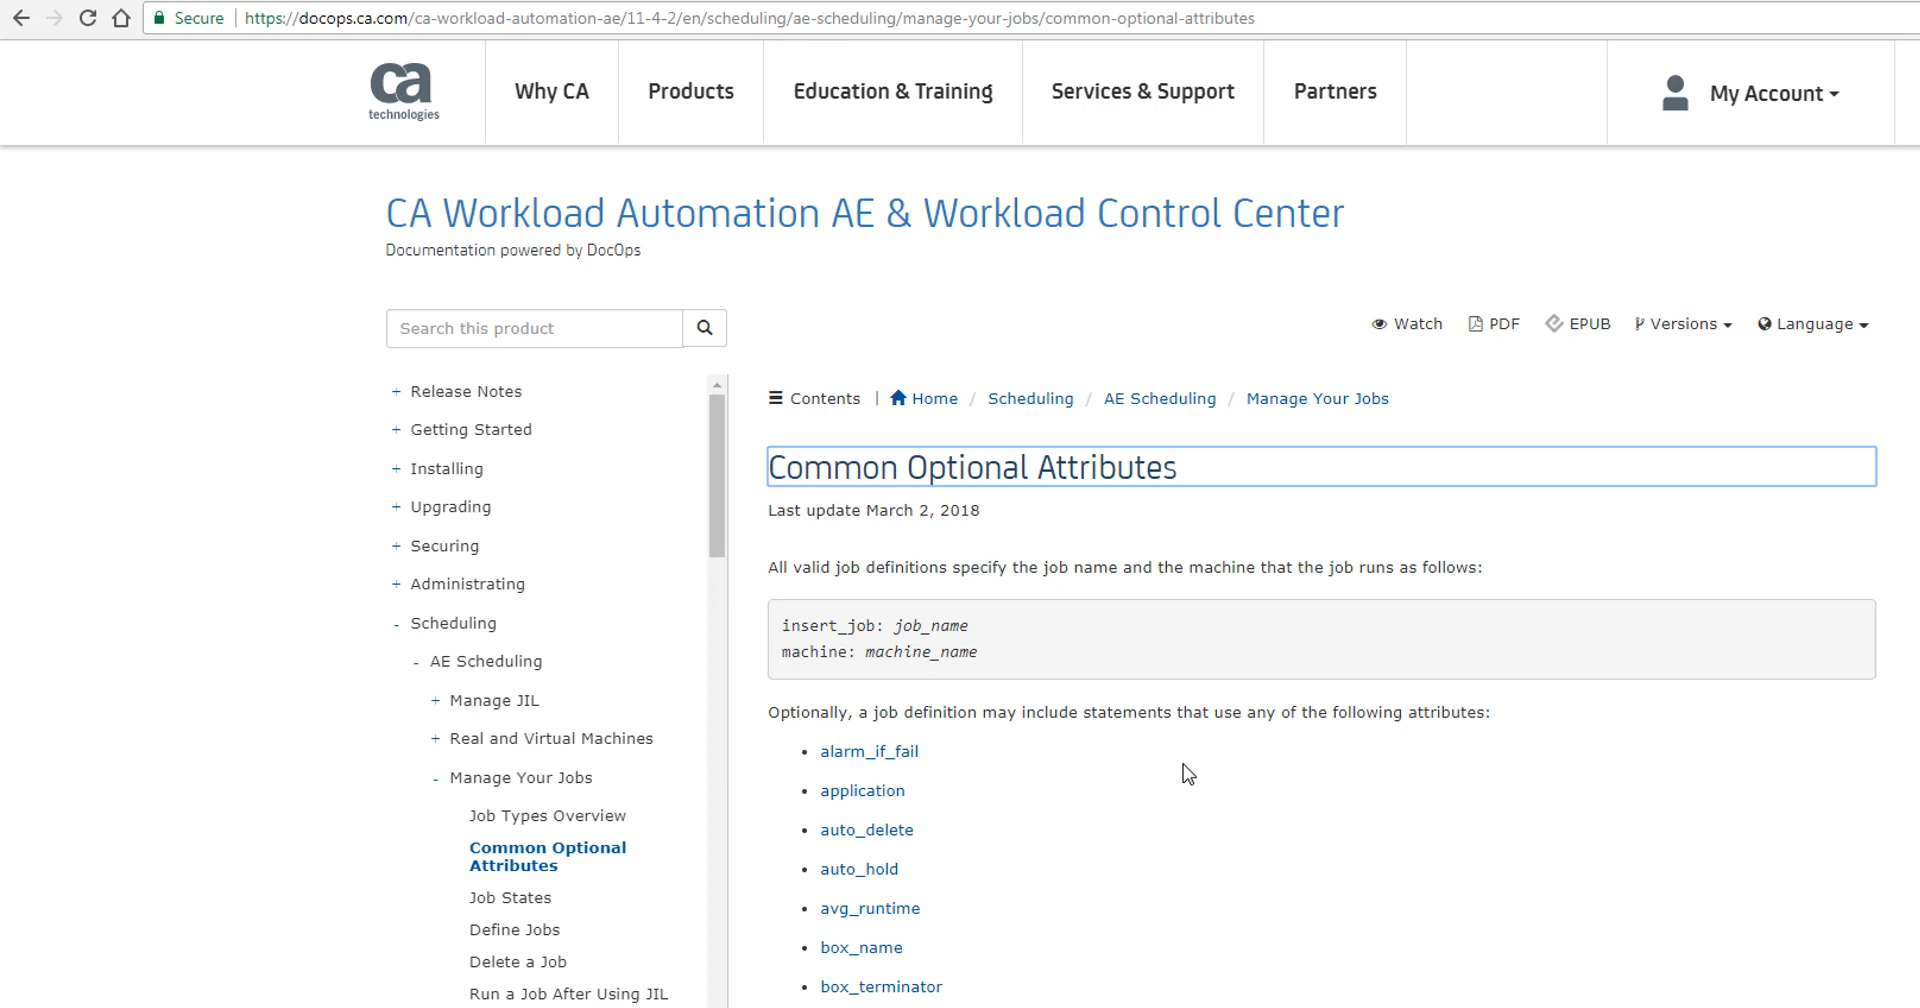 Secure https://docops.ca.com/ca-workload-automation-ae/11-4-2/en/scheduling/ae-scheduling/manage-your-jobs/common-optional-attributes
ca technologies
Why CA Products Education & Training Services & Support Partners My Account
CA Workload Automation AE & Workload Control Center
Documentation powered by DocOps
Search this product
Watch PDF EPUB Versions Language
+ Release Notes
+ Getting Started
+ Installing
+ Upgrading
+ Securing
+ Administrating
- Scheduling
- AE Scheduling
+ Manage JIL
+ Real and Virtual Machines
- Manage Your Jobs
Job Types Overview
Common Optional
Attributes
Job States
Define Jobs
Delete a Job
Run a Job After Using JIL
Contents | Home / Scheduling / AE Scheduling / Manage Your Jobs
Common Optional Attributes
Last update March 2, 2018
All valid job definitions specify the job name and the machine that the job runs as follows:
insert_job: job_name
machine: machine_name
Optionally, a job definition may include statements that use any of the following attributes:
• alarm_if_fail
• application
• auto_delete
• auto_hold
• avg_runtime
• box_name
• box_terminator